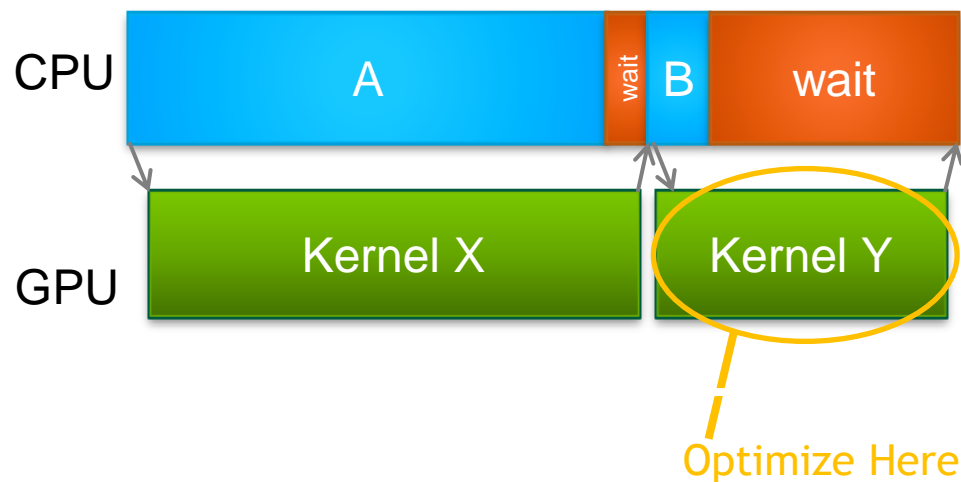 CPU
A
wait
B
wait
GPU
Kernel X
Kernel Y
Optimize Here